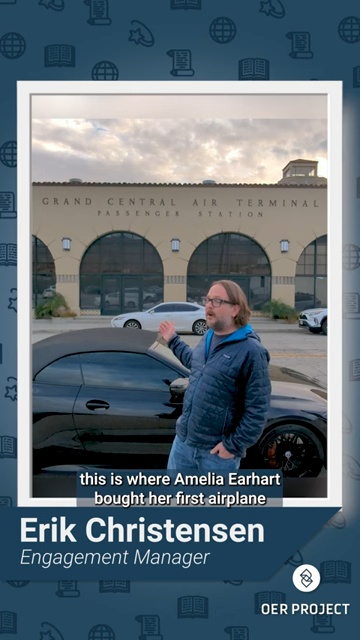 GRAND CENTRAL AIR TERMINAL
PASSENGER STATION
this is where Amelia Earhart
bought her first airplane
Erik Christensen
Engagement Manager
OER PROJECT